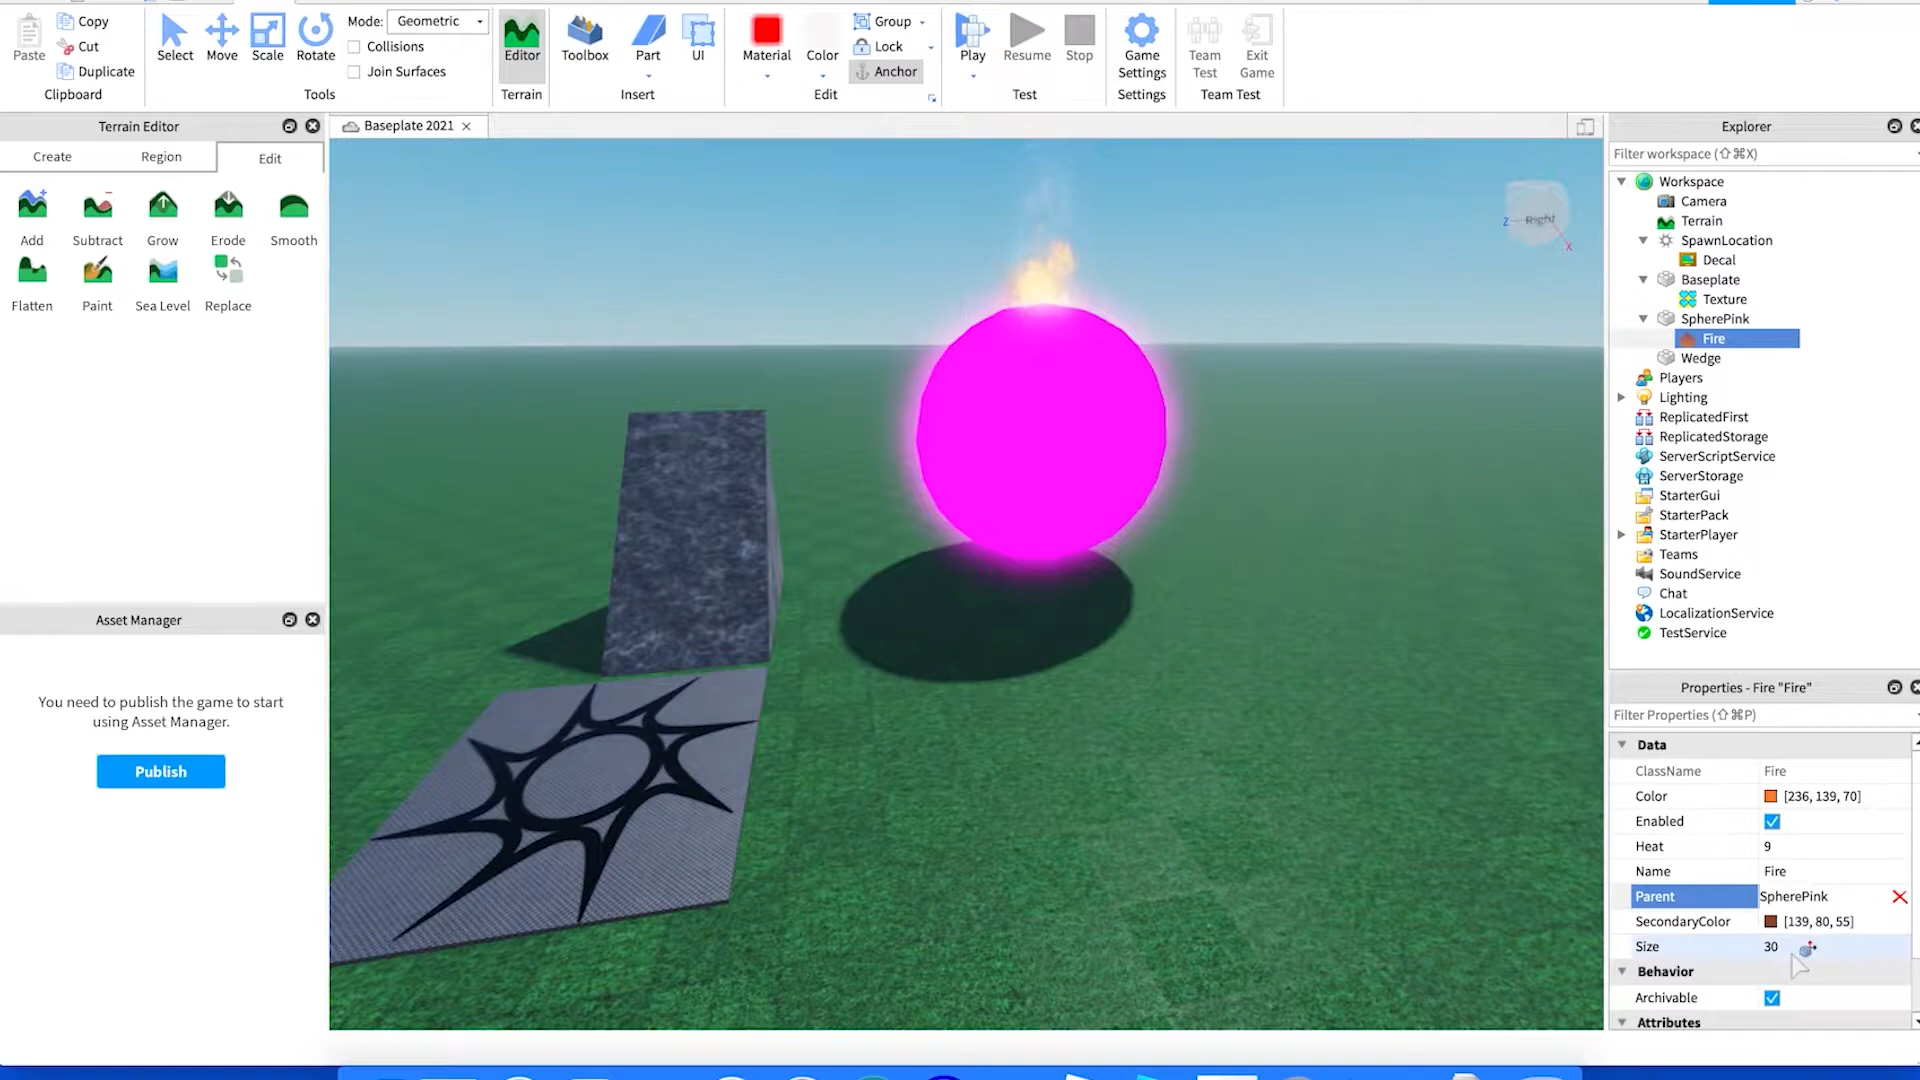 Copy
Cut
Paste
Duplicate
Clipboard
Select
Move
Scale
Rotate
Mode: Geometric
Collisions
Join Surfaces
Tools
Editor
Terrain
Toolbox
Part
UI
Insert
Material
Color
Group
Lock
Anchor
Edit
Play
Resume
Stop
Test
Game Settings
Settings
Team Test
Exit Game
Team Test
Terrain Editor
Create Region Edit
Add Subtract Grow Erode Smooth
Flatten Paint Sea Level Replace
Asset Manager
You need to publish the game to start
using Asset Manager.
Publish
Baseplate 2021
Right
Z
X
Explorer
Filter workspace (⇧⌘X)
Workspace
Camera
Terrain
SpawnLocation
Decal
Baseplate
Texture
SpherePink
Fire
Wedge
Players
Lighting
ReplicatedFirst
ReplicatedStorage
ServerScriptService
ServerStorage
StarterGui
StarterPack
StarterPlayer
Teams
SoundService
Chat
LocalizationService
TestService
Properties - Fire "Fire"
Filter Properties (⇧⌘P)
Data
ClassName Fire
Color [236, 139, 70]
Enabled
Heat 9
Name Fire
Parent SpherePink
SecondaryColor [139, 80, 55]
Size 30
Behavior
Archivable
Attributes